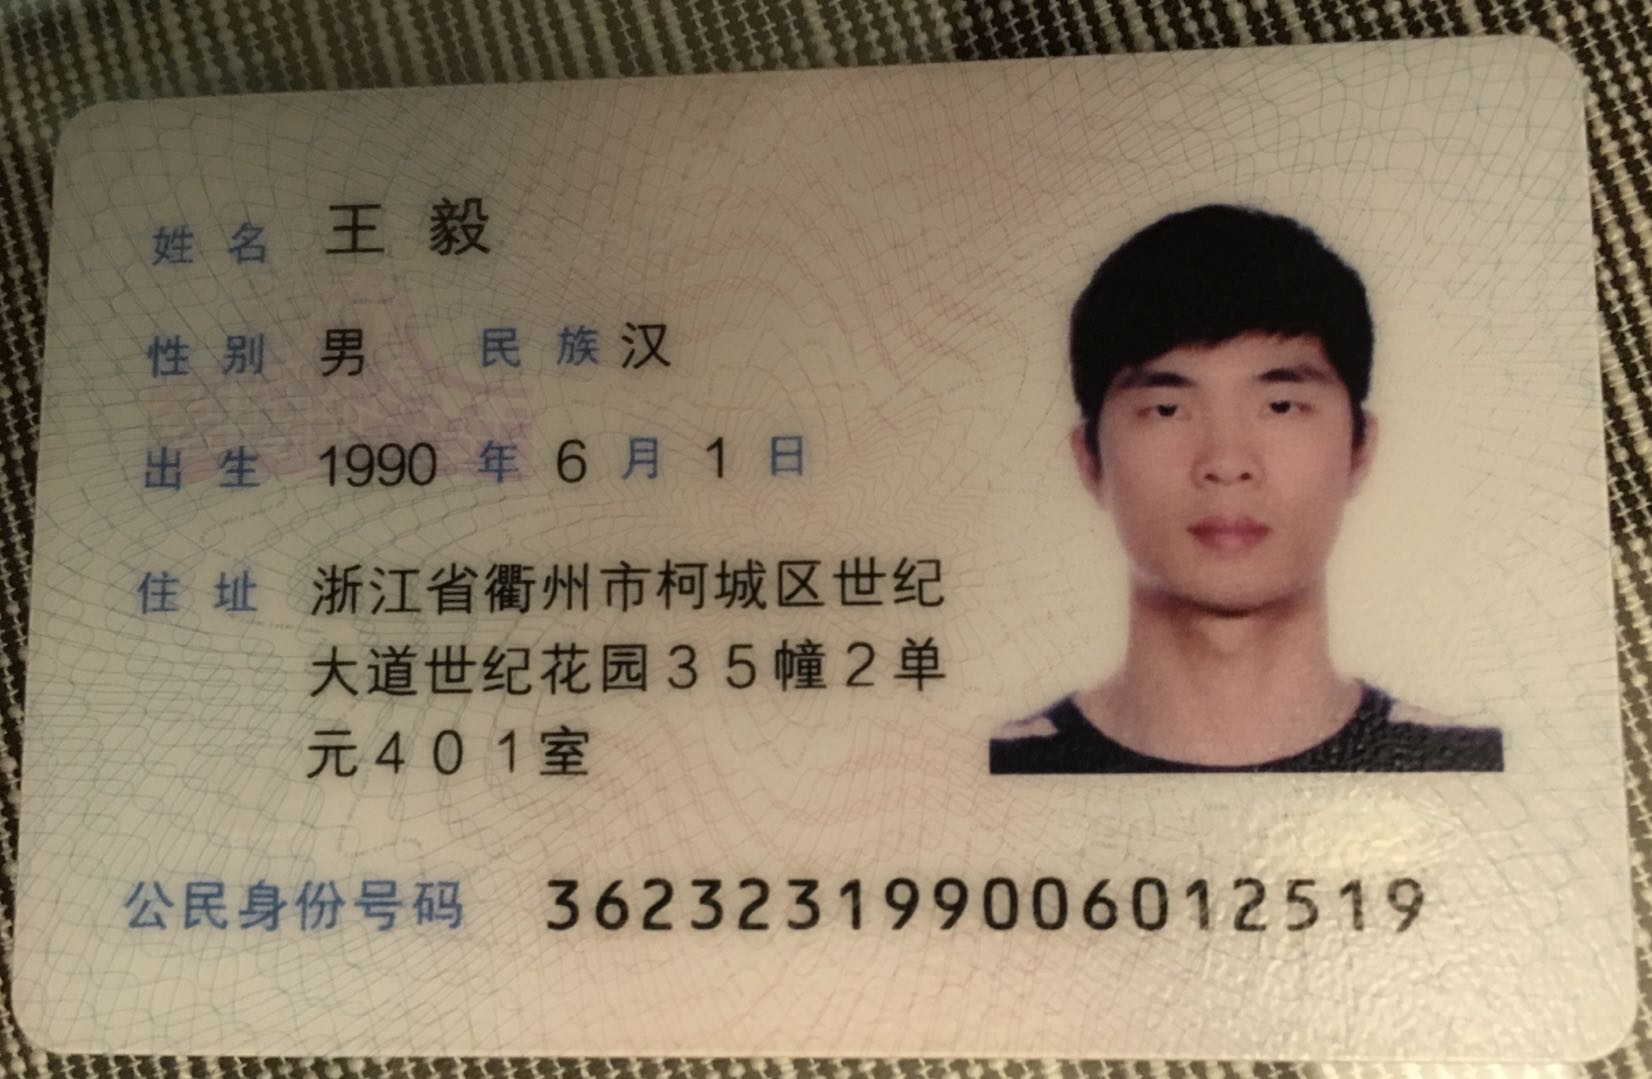 姓名 王毅
性别 男 民族 汉
出生 1990 年 6 月 1 日
住址 浙江省衢州市柯城区世纪
大道世纪花园35幢2单
元401室
公民身份号码 362323199006012519